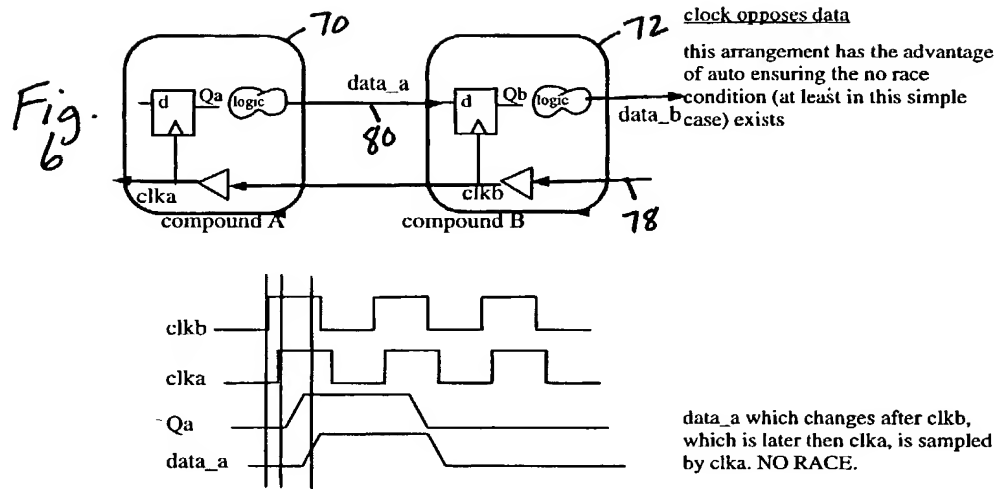 Fig. 6
70
72
clock opposes data
this arrangement has the advantage
of auto ensuring the no race
condition (at least in this simple
case) exists
d
Qa
logic
data_a
80
d
Qb
logic
data_b
clka
compound A
clkb
compound B
78
clkb
clka
Qa
data_a
data_a which changes after clkb,
which is later then clka, is sampled
by clka. NO RACE.